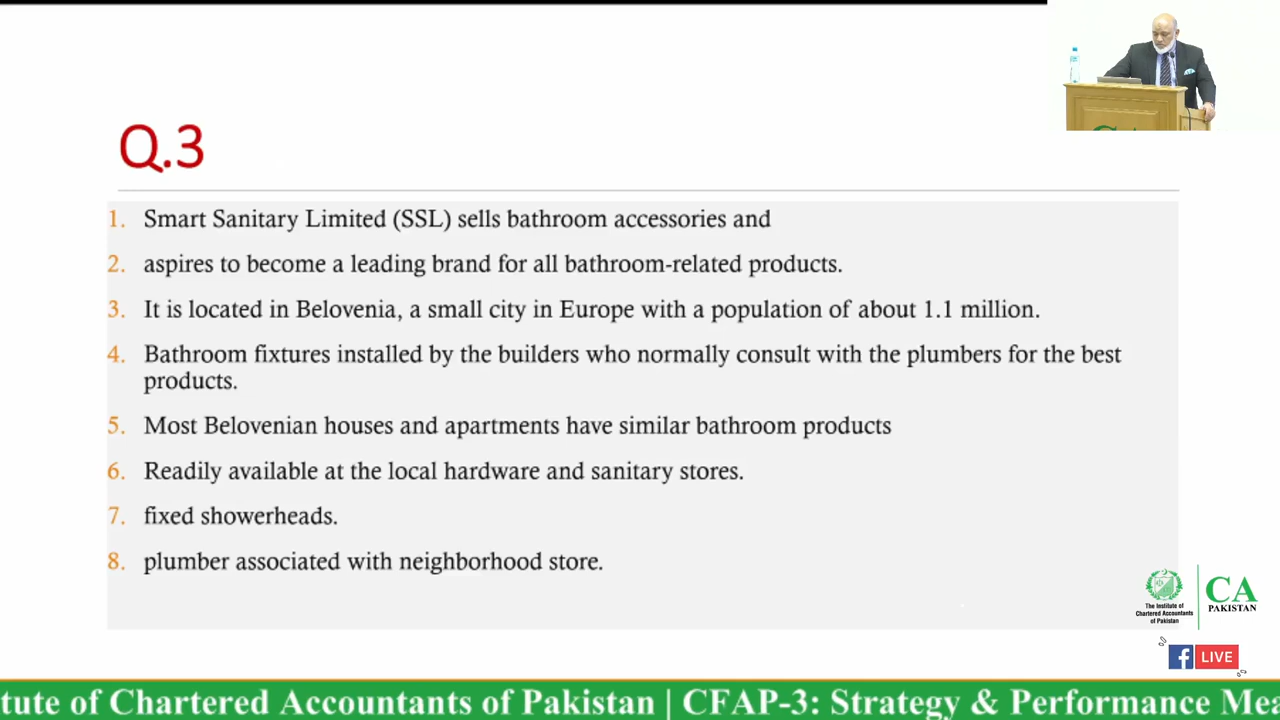 Q.3
1. Smart Sanitary Limited (SSL) sells bathroom accessories and
2. aspires to become a leading brand for all bathroom-related products.
3. It is located in Belovenia, a small city in Europe with a population of about 1.1 million.
4. Bathroom fixtures installed by the builders who normally consult with the plumbers for the best
products.
5. Most Belovenian houses and apartments have similar bathroom products
6. Readily available at the local hardware and sanitary stores.
7. fixed showerheads.
8. plumber associated with neighborhood store.
The Institute of
Chartered Accountants
of Pakistan
CA
PAKISTAN
f LIVE
tute of Chartered Accountants of Pakistan | CFAP-3: Strategy & Performance Mea